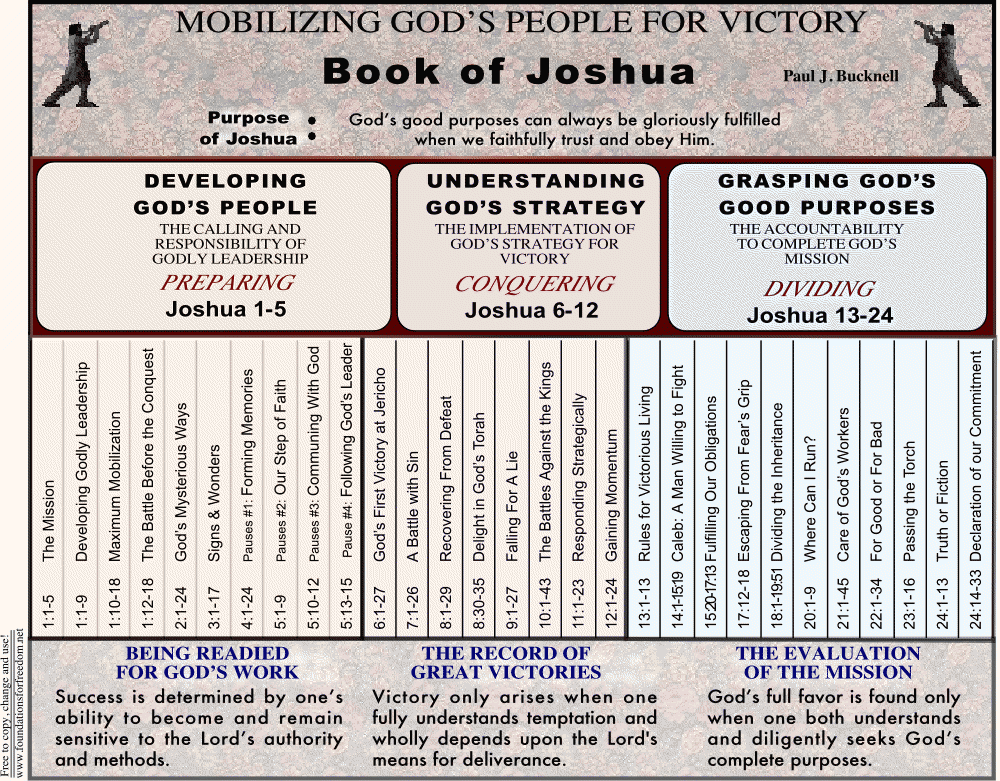 MOBILIZING GOD'S PEOPLE FOR VICTORY
Book of Joshua
Paul J. Bucknell
Purpose
of Joshua :
God's good purposes can always be gloriously fulfilled
when we faithfully trust and obey Him.
DEVELOPING
GOD'S PEOPLE
THE CALLING AND
RESPONSIBILITY OF
GODLY LEADERSHIP
PREPARING
Joshua 1-5
UNDERSTANDING
GOD'S STRATEGY
THE IMPLEMENTATION OF
GOD'S STRATEGY FOR
VICTORY
CONQUERING
Joshua 6-12
GRASPING GOD'S
GOOD PURPOSES
THE ACCOUNTABILITY
TO COMPLETE GOD'S
MISSION
DIVIDING
Joshua 13-24
1:1-5 The Mission
1:1-9 Developing Godly Leadership
1:10-18 Maximum Mobilization
1:12-18 The Battle Before the Conquest
2:1-24 God's Mysterious Ways
3:1-17 Signs & Wonders
4:1-24 Pauses #1: Forming Memories
5:1-9 Pauses #2: Our Step of Faith
5:10-12 Pauses #3: Communing With God
5:13-15 Pause #4: Following God's Leader
6:1-27 God's First Victory at Jericho
7:1-26 A Battle with Sin
8:1-29 Recovering From Defeat
8:30-35 Delight in God's Torah
9:1-27 Falling For A Lie
10:1-43 The Battles Against the Kings
11:1-23 Responding Strategically
12:1-24 Gaining Momentum
13:1-13 Rules for Victorious Living
14:1-15:19 Caleb: A Man Willing to Fight
15:20-17:13 Fulfilling Our Obligations
17:12-18 Escaping From Fear's Grip
18:1-19:51 Dividing the Inheritance
20:1-9 Where Can I Run?
21:1-45 Care of God's Workers
22:1-34 For Good or For Bad
23:1-16 Passing the Torch
24:1-13 Truth or Fiction
24:14-33 Declaration of our Commitment
BEING READIED
FOR GOD'S WORK
Success is determined by one's
ability to become and remain
sensitive to the Lord's authority
and methods.
THE RECORD OF
GREAT VICTORIES
Victory only arises when one
fully understands temptation and
wholly depends upon the Lord's
means for deliverance.
THE EVALUATION
OF THE MISSION
God's full favor is found only
when one both understands
and diligently seeks God's
complete purposes.
Free to copy, change and use!
www.foundationsforfreedom.net